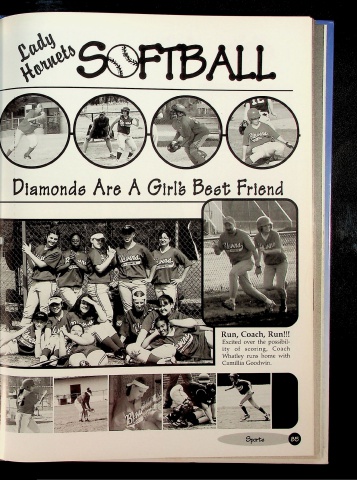 Lady
Hornets
SOFTBALL
Diamonds Are A Girl's Best Friend
Run, Coach, Run!!!
Excited over the possibil-
ity of scoring, Coach
Whatley runs home with
Camillia Goodwin.
Sports